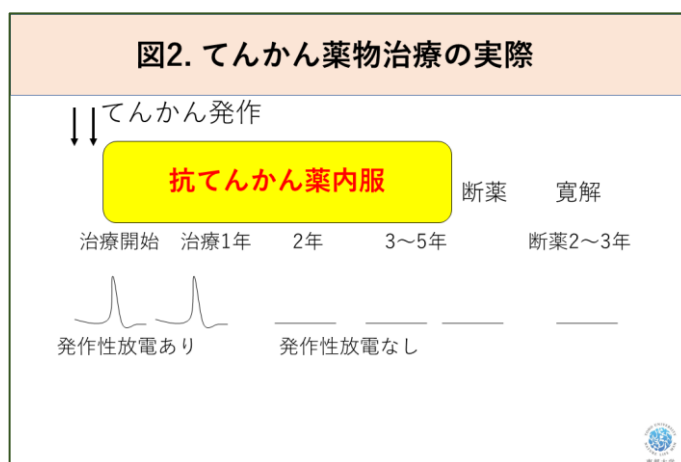 図2. てんかん薬物治療の実際
てんかん発作
抗てんかん薬内服
断薬 寛解
治療開始 治療1年 2年 3〜5年 断薬2〜3年
発作性放電あり 発作性放電なし